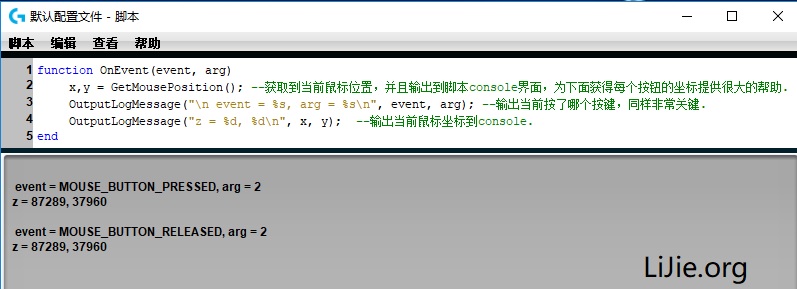 默认配置文件 - 脚本
脚本 编辑 查看 帮助
1 function OnEvent(event, arg)
2 x,y = GetMousePosition(); --获取到当前鼠标位置，并且输出到脚本console界面，为下面获得每个按钮的坐标提供很大的帮助.
3 OutputLogMessage("\n event = %s, arg = %s\n", event, arg); --输出当前按了哪个按键，同样非常关键.
4 OutputLogMessage("z = %d, %d\n", x, y); --输出当前鼠标坐标到console.
5 end
event = MOUSE_BUTTON_PRESSED, arg = 2
z = 87289, 37960
event = MOUSE_BUTTON_RELEASED, arg = 2
z = 87289, 37960
LiJie.org